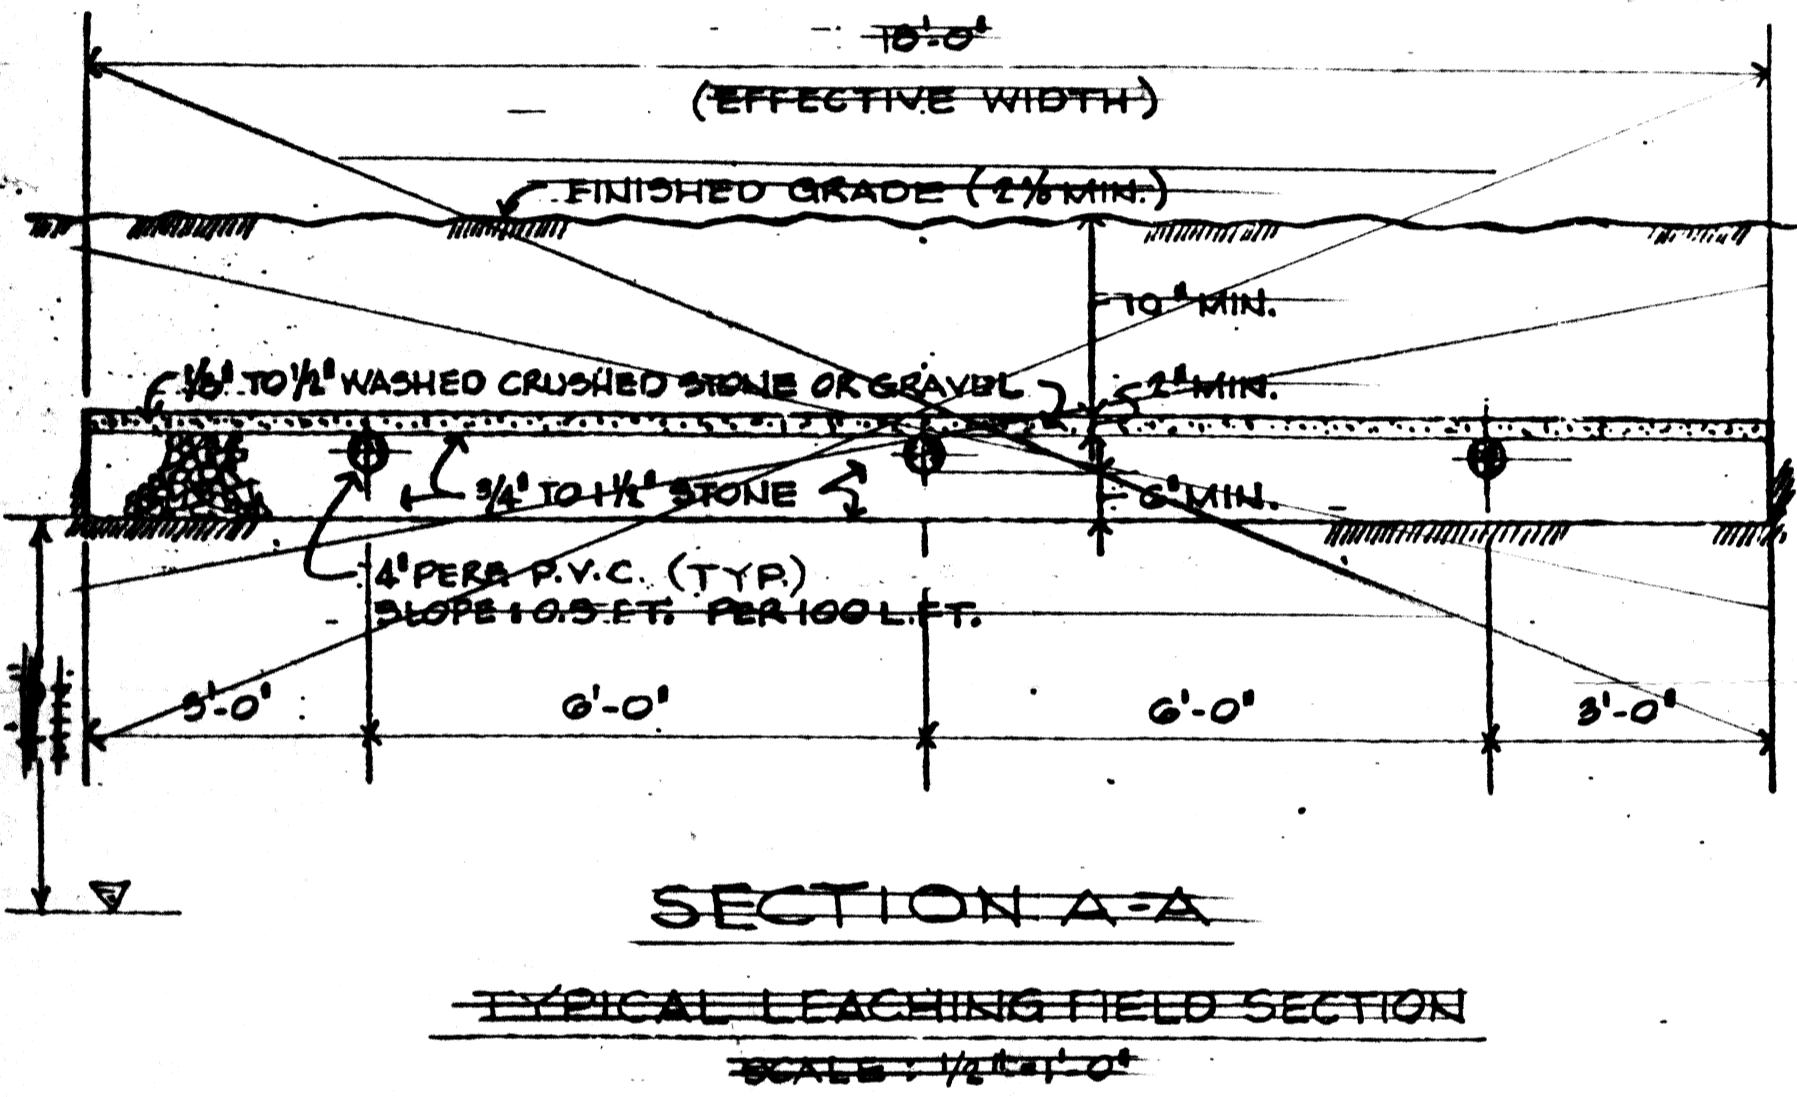 18'-0"
(EFFECTIVE WIDTH)
FINISHED GRADE (2% MIN.)
10" MIN.
1/8" TO 1/2" WASHED CRUSHED STONE OR GRAVEL
2" MIN.
3/4" TO 1 1/2" STONE
6" MIN.
4" PERF. P.V.C. (TYP.)
SLOPE: 0.5 FT. PER 100 L.FT.
3'-0" 6'-0" 6'-0" 3'-0"
SECTION A-A
TYPICAL LEACHING FIELD SECTION
SCALE: 1/2"=1'-0"